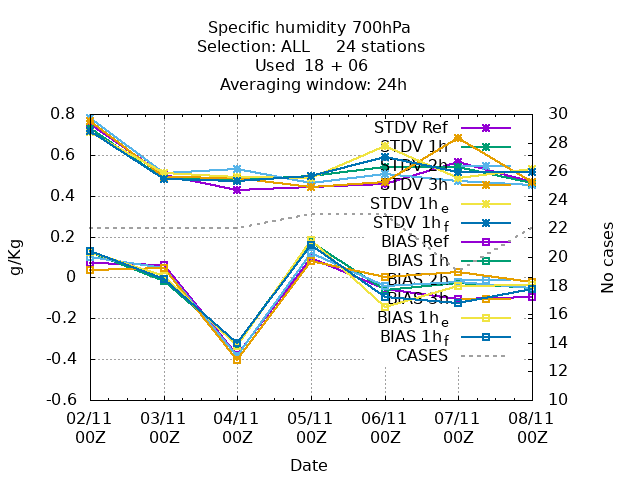 Specific humidity 700hPa
Selection: ALL 24 stations
Used 18 + 06
Averaging window: 24h
g/Kg
No cases
0.8
0.6
0.4
0.2
0
-0.2
-0.4
-0.6
30
28
26
24
22
20
18
16
14
12
10
STDV Ref
STDV 1h
STDV 2h
STDV 3h
STDV 1h e
STDV 1h f
BIAS Ref
BIAS 1h
BIAS 2h
BIAS 3h
BIAS 1h e
BIAS 1h f
CASES
02/11 03/11 04/11 05/11 06/11 07/11 08/11
00Z 00Z 00Z 00Z 00Z 00Z 00Z
Date